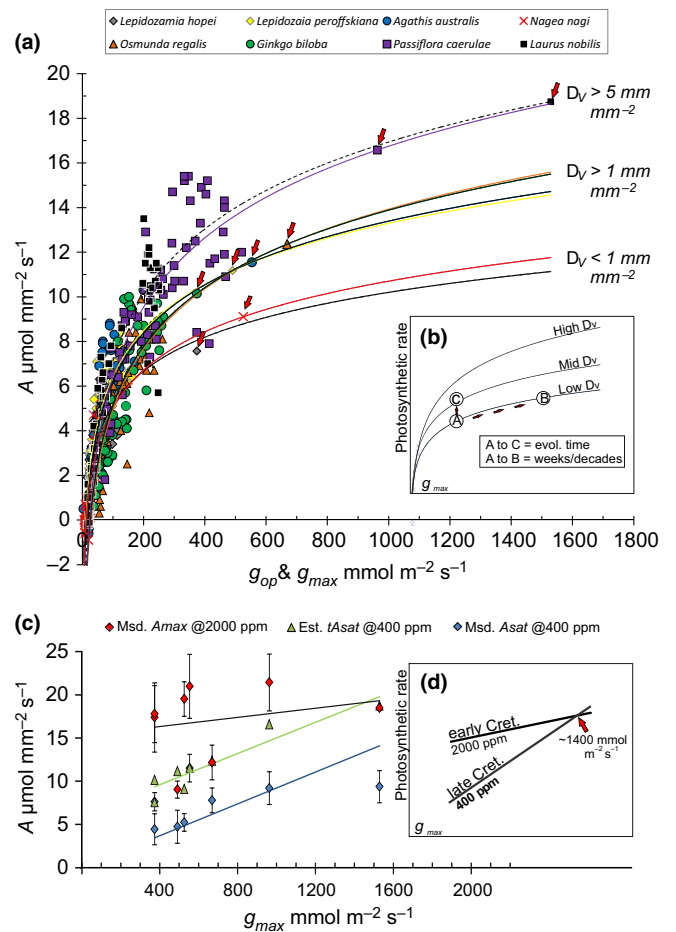 Lepidozamia hopei Lepidozaia peroffskiana Agathis australis Nagea nagi
Osmunda regalis Ginkgo biloba Passiflora caerulae Laurus nobilis
(a)
20
18
16
14
12
10
8
6
4
2
0
−2
A µmol mm⁻² s⁻¹
0 200 400 600 800 1000 1200 1400 1600 1800
g_op & g_max mmol m⁻² s⁻¹
D_V > 5 mm
mm⁻²
D_V > 1 mm
mm⁻²
D_V < 1 mm
mm⁻²
(b)
Photosynthetic rate
High D_V
Mid D_V
Low D_V
C
A
B
A to C = evol. time
A to B = weeks/decades
g_max
(c)
Msd. Amax @2000 ppm Est. tAsat @400 ppm Msd. Asat @400 ppm
25
20
15
10
5
0
A µmol mm⁻² s⁻¹
400 800 1200 1600 2000
g_max mmol m⁻² s⁻¹
(d)
Photosynthetic rate
early Cret.
2000 ppm
late Cret.
400 ppm
~1400 mmol
m⁻² s⁻¹
g_max